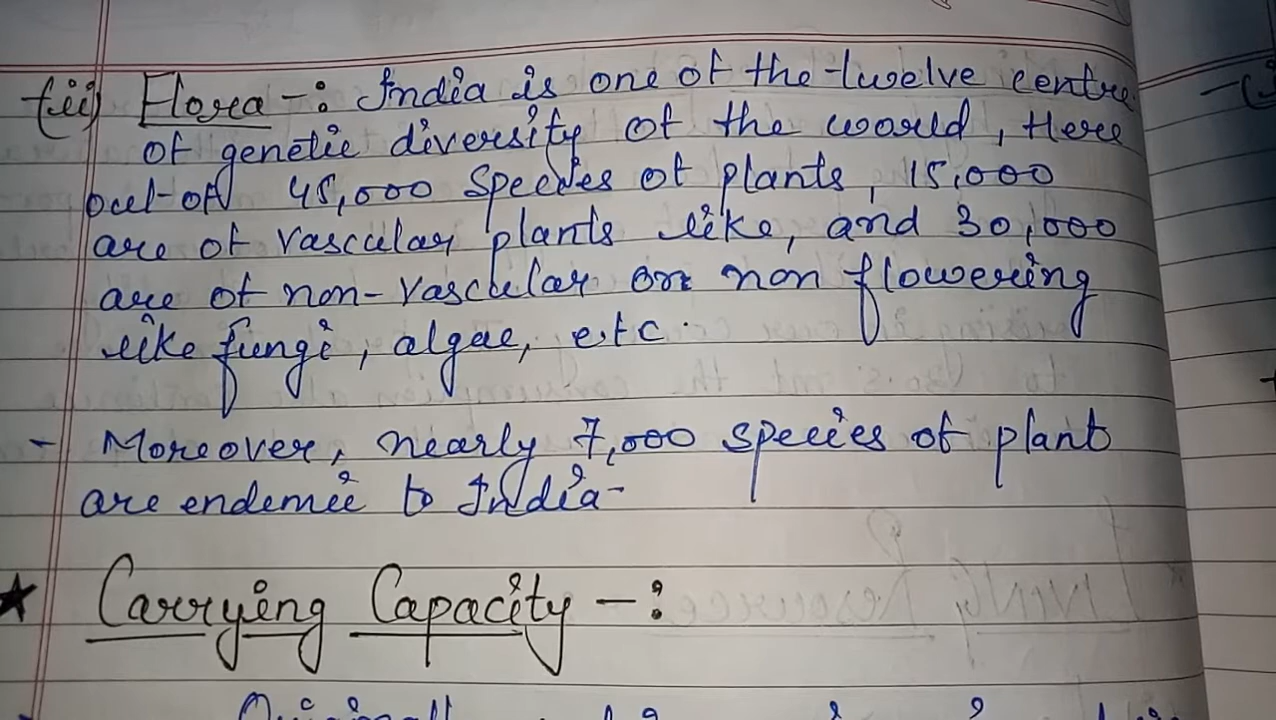 (ii) Flora -: India is one of the twelve centre
of genetic diversity of the world, Here
out of 45,000 Species of plants, 15,000
are of vascular plants like, and 30,000
are of non-vascular or non flowering
like fungi, algae, etc.
- Moreover, nearly 7,000 species of plant
are endemic to India-
★ Carrying Capacity -: